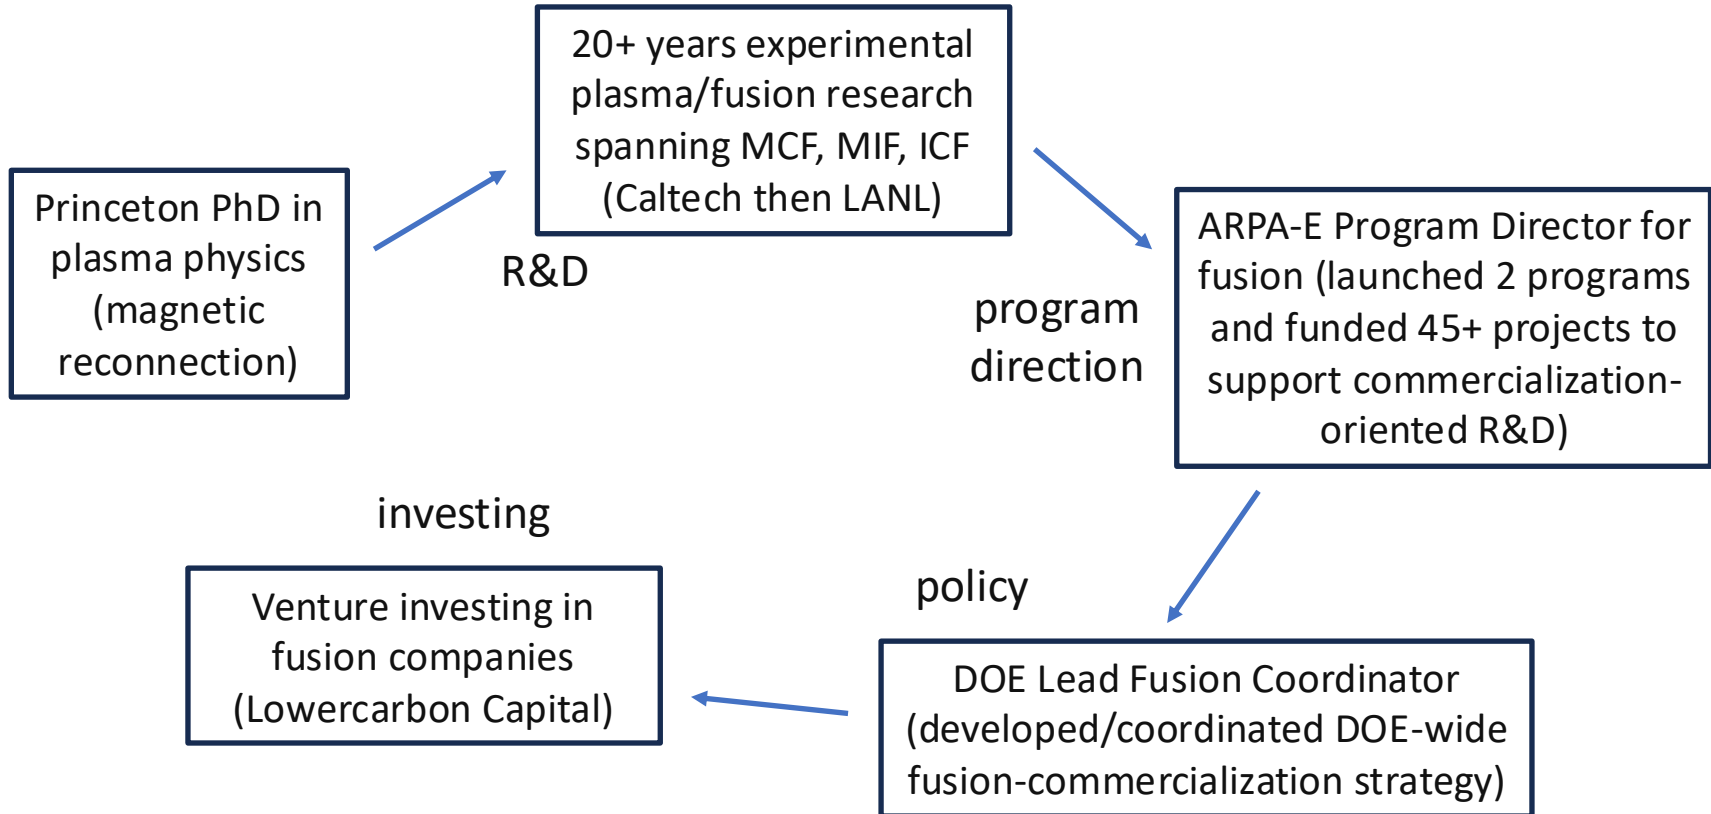 Princeton PhD in
plasma physics
(magnetic
reconnection)
R&D
20+ years experimental
plasma/fusion research
spanning MCF, MIF, ICF
(Caltech then LANL)
program
direction
ARPA-E Program Director for
fusion (launched 2 programs
and funded 45+ projects to
support commercialization-
oriented R&D)
policy
DOE Lead Fusion Coordinator
(developed/coordinated DOE-wide
fusion-commercialization strategy)
investing
Venture investing in
fusion companies
(Lowercarbon Capital)